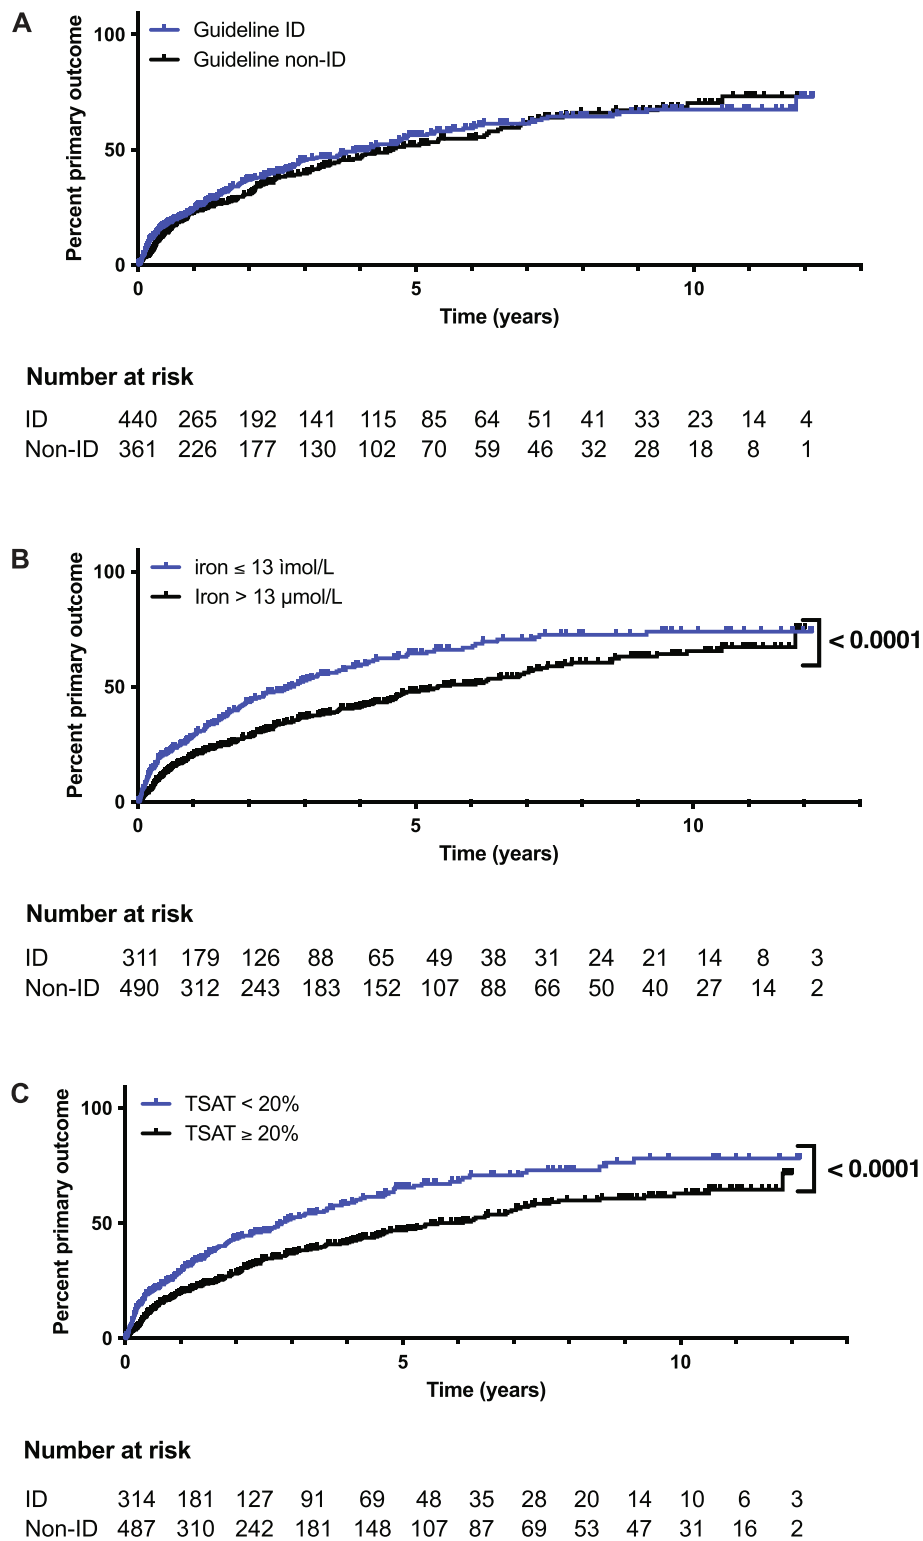 A
Percent primary outcome
100
50
0
Guideline ID
Guideline non-ID
0 5 10
Time (years)
Number at risk
ID 440 265 192 141 115 85 64 51 41 33 23 14 4
Non-ID 361 226 177 130 102 70 59 46 32 28 18 8 1
B
Percent primary outcome
100
50
0
iron ≤ 13 ìmol/L
Iron > 13 µmol/L
< 0.0001
0 5 10
Time (years)
Number at risk
ID 311 179 126 88 65 49 38 31 24 21 14 8 3
Non-ID 490 312 243 183 152 107 88 66 50 40 27 14 2
C
Percent primary outcome
100
50
0
TSAT < 20%
TSAT ≥ 20%
< 0.0001
0 5 10
Time (years)
Number at risk
ID 314 181 127 91 69 48 35 28 20 14 10 6 3
Non-ID 487 310 242 181 148 107 87 69 53 47 31 16 2